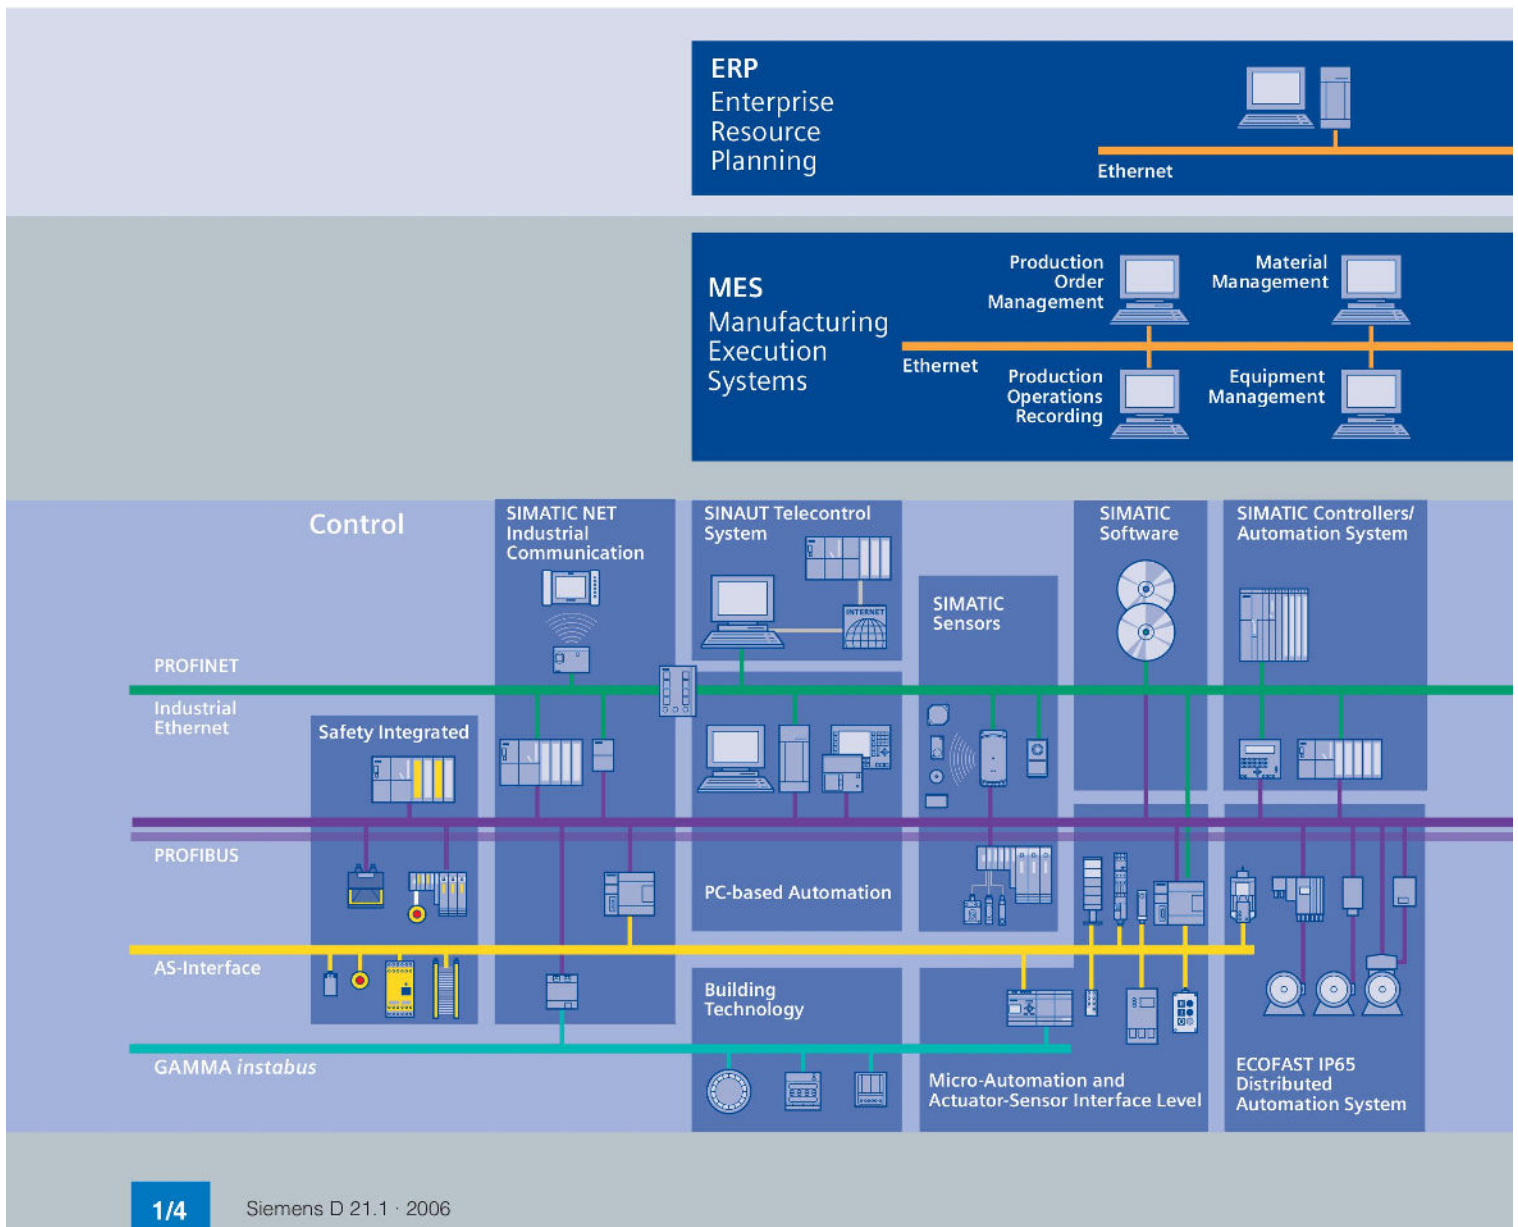 ERP
Enterprise
Resource
Planning
Ethernet
MES
Manufacturing
Execution
Systems
Ethernet
Production
Order
Management
Material
Management
Production
Operations
Recording
Equipment
Management
Control
SIMATIC NET
Industrial
Communication
SINAUT Telecontrol
System
INTERNET
SIMATIC
Sensors
SIMATIC
Software
SIMATIC Controllers/
Automation System
PROFINET
Industrial
Ethernet
Safety Integrated
PROFIBUS
PC-based Automation
AS-Interface
Building
Technology
GAMMA instabus
Micro-Automation and
Actuator-Sensor Interface Level
ECOFAST IP65
Distributed
Automation System
1/4
Siemens D 21.1 · 2006